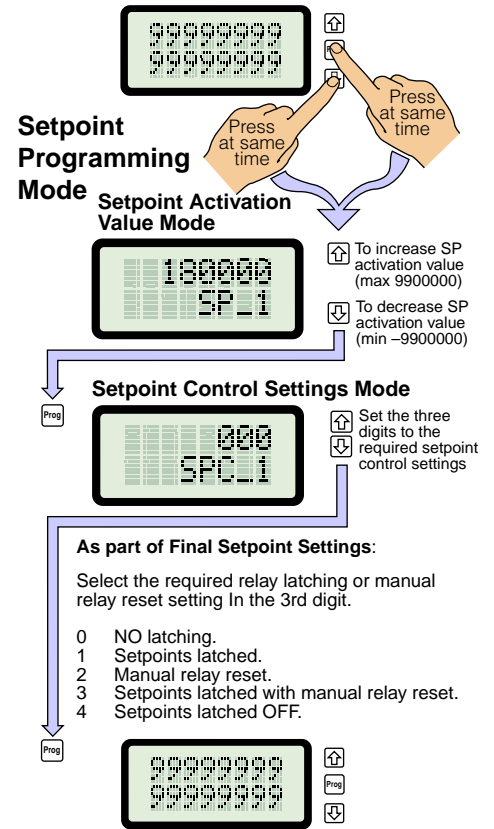 99999999
99999999
Press
at same
time
Press
at same
time
Setpoint
Programming
Mode
Setpoint Activation
Value Mode
180000
SP_1
To increase SP
activation value
(max 9900000)
To decrease SP
activation value
(min –9900000)
Prog
Setpoint Control Settings Mode
000
SPC_1
Set the three
digits to the
required setpoint
control settings
As part of Final Setpoint Settings:
Select the required relay latching or manual
relay reset setting In the 3rd digit.
0 NO latching.
1 Setpoints latched.
2 Manual relay reset.
3 Setpoints latched with manual relay reset.
4 Setpoints latched OFF.
Prog
99999999
99999999
Prog